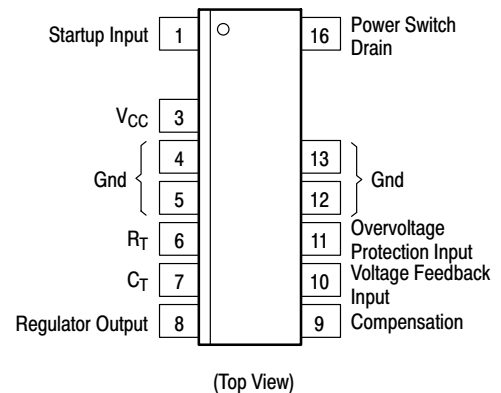 Startup Input 1 16 Power Switch
Drain
VCC 3
4 13
Gnd Gnd
5 12
RT 6 11 Overvoltage
Protection Input
CT 7 10 Voltage Feedback
Input
Regulator Output 8 9 Compensation
(Top View)